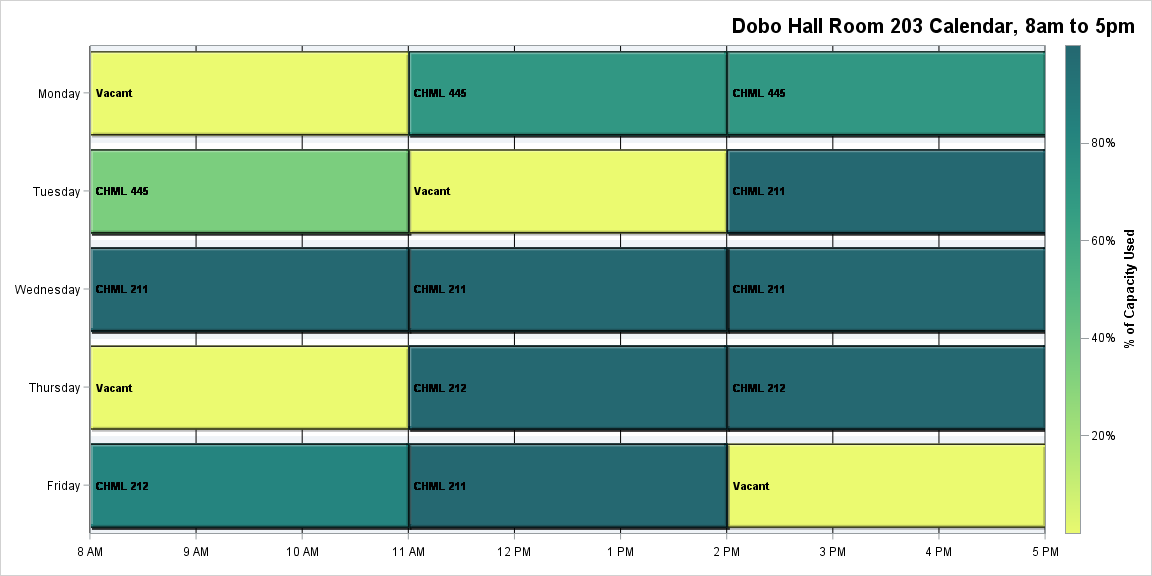 Dobo Hall Room 203 Calendar, 8am to 5pm
Monday
Vacant
CHML 445
CHML 445
Tuesday
CHML 445
Vacant
CHML 211
Wednesday
CHML 211
CHML 211
CHML 211
Thursday
Vacant
CHML 212
CHML 212
Friday
CHML 212
CHML 211
Vacant
8 AM
9 AM
10 AM
11 AM
12 PM
1 PM
2 PM
3 PM
4 PM
5 PM
80%
60%
40%
20%
% of Capacity Used